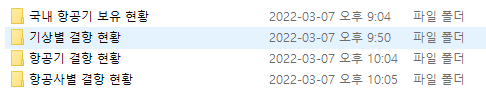 국내 항공기 보유 현황 2022-03-07 오후 9:04 파일 폴더
기상별 결항 현황 2022-03-07 오후 9:50 파일 폴더
항공기 결항 현황 2022-03-07 오후 10:04 파일 폴더
항공사별 결항 현황 2022-03-07 오후 10:05 파일 폴더